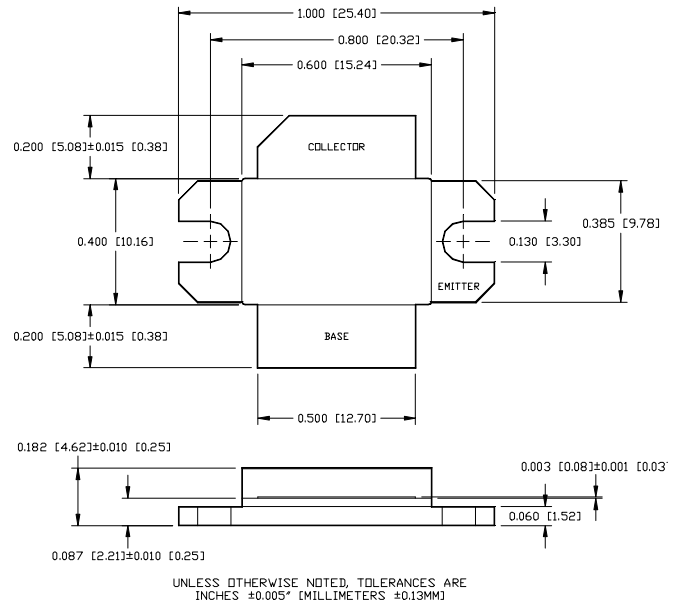 1.000 [25.40]
0.800 [20.32]
0.600 [15.24]
0.200 [5.08]±0.015 [0.38]
COLLECTOR
0.385 [9.78]
0.400 [10.16]
0.130 [3.30]
EMITTER
0.200 [5.08]±0.015 [0.38]
BASE
0.500 [12.70]
0.182 [4.62]±0.010 [0.25]
0.003 [0.08]±0.001 [0.03
0.060 [1.52]
0.087 [2.21]±0.010 [0.25]
UNLESS OTHERWISE NOTED, TOLERANCES ARE
INCHES ±0.005" [MILLIMETERS ±0.13MM]